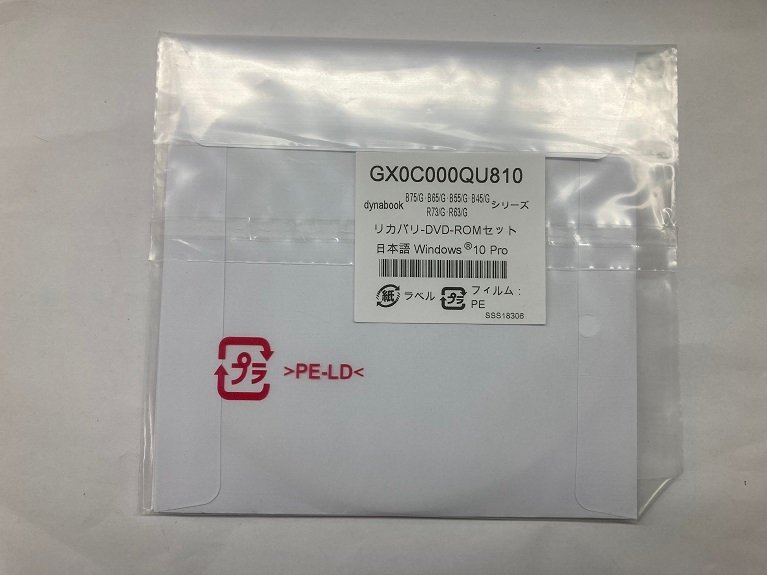 GX0C000QU810
dynabook B75/G･B65/G･B55/G･B45/G シリーズ
R73/G･R63/G
リカバリ-DVD-ROMセット
日本語 Windows®10 Pro
紙 ラベル プラ フィルム：
PE
SSS18306
プラ >PE-LD<